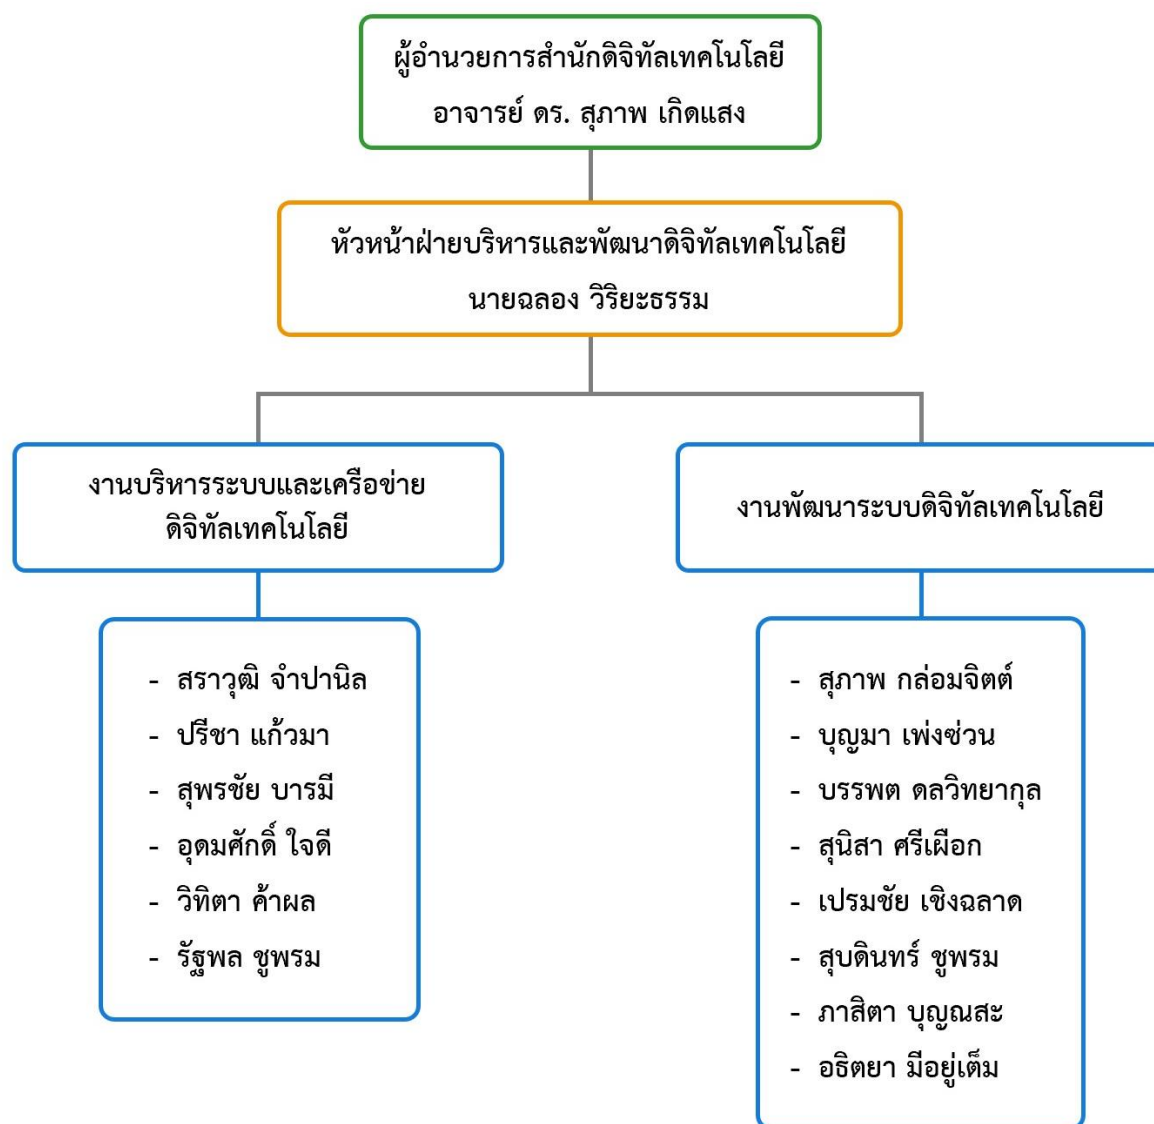 ผู้อำนวยการสำนักดิจิทัลเทคโนโลยี
อาจารย์ ดร. สุภาพ เกิดแสง
หัวหน้าฝ่ายบริหารและพัฒนาดิจิทัลเทคโนโลยี
นายฉลอง วิริยะธรรม
งานบริหารระบบและเครือข่าย
ดิจิทัลเทคโนโลยี
- สราวุฒิ จำปานิล
- ปรีชา แก้วมา
- สุพรชัย บารมี
- อุดมศักดิ์ ใจดี
- วิทิตา ค้าผล
- รัฐพล ชูพรม
งานพัฒนาระบบดิจิทัลเทคโนโลยี
- สุภาพ กล่อมจิตต์
- บุญมา เพ่งซ่วน
- บรรพต ดลวิทยากุล
- สุนิสา ศรีเผือก
- เปรมชัย เชิงฉลาด
- สุบดินทร์ ชูพรม
- ภาสิตา บุญณสะ
- อธิตยา มีอยู่เต็ม